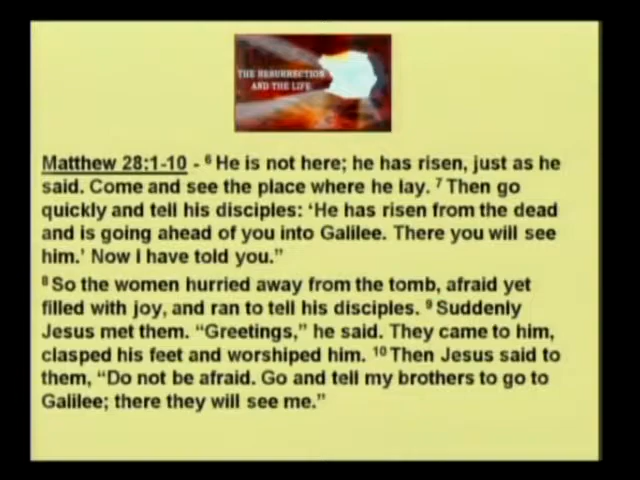 THE RESURRECTION
AND THE LIFE
Matthew 28:1-10 - ⁶ He is not here; he has risen, just as he
said. Come and see the place where he lay. ⁷ Then go
quickly and tell his disciples: ‘He has risen from the dead
and is going ahead of you into Galilee. There you will see
him.’ Now I have told you.”
⁸ So the women hurried away from the tomb, afraid yet
filled with joy, and ran to tell his disciples. ⁹ Suddenly
Jesus met them. “Greetings,” he said. They came to him,
clasped his feet and worshiped him. ¹⁰ Then Jesus said to
them, “Do not be afraid. Go and tell my brothers to go to
Galilee; there they will see me.”